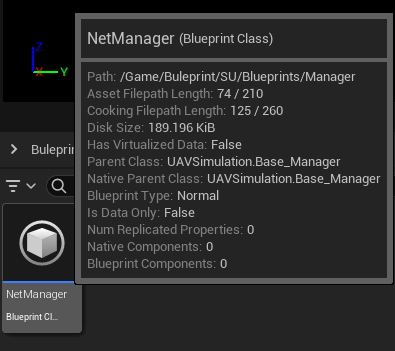 NetManager (Blueprint Class)
Path: /Game/Buleprint/SU/Blueprints/Manager
Asset Filepath Length: 74 / 210
Cooking Filepath Length: 125 / 260
Disk Size: 189.196 KiB
Has Virtualized Data: False
Parent Class: UAVSimulation.Base_Manager
Native Parent Class: UAVSimulation.Base_Manager
Blueprint Type: Normal
Is Data Only: False
Num Replicated Properties: 0
Native Components: 0
Blueprint Components: 0
Z
X
Y
Buleprin
NetManager
Blueprint Cl...